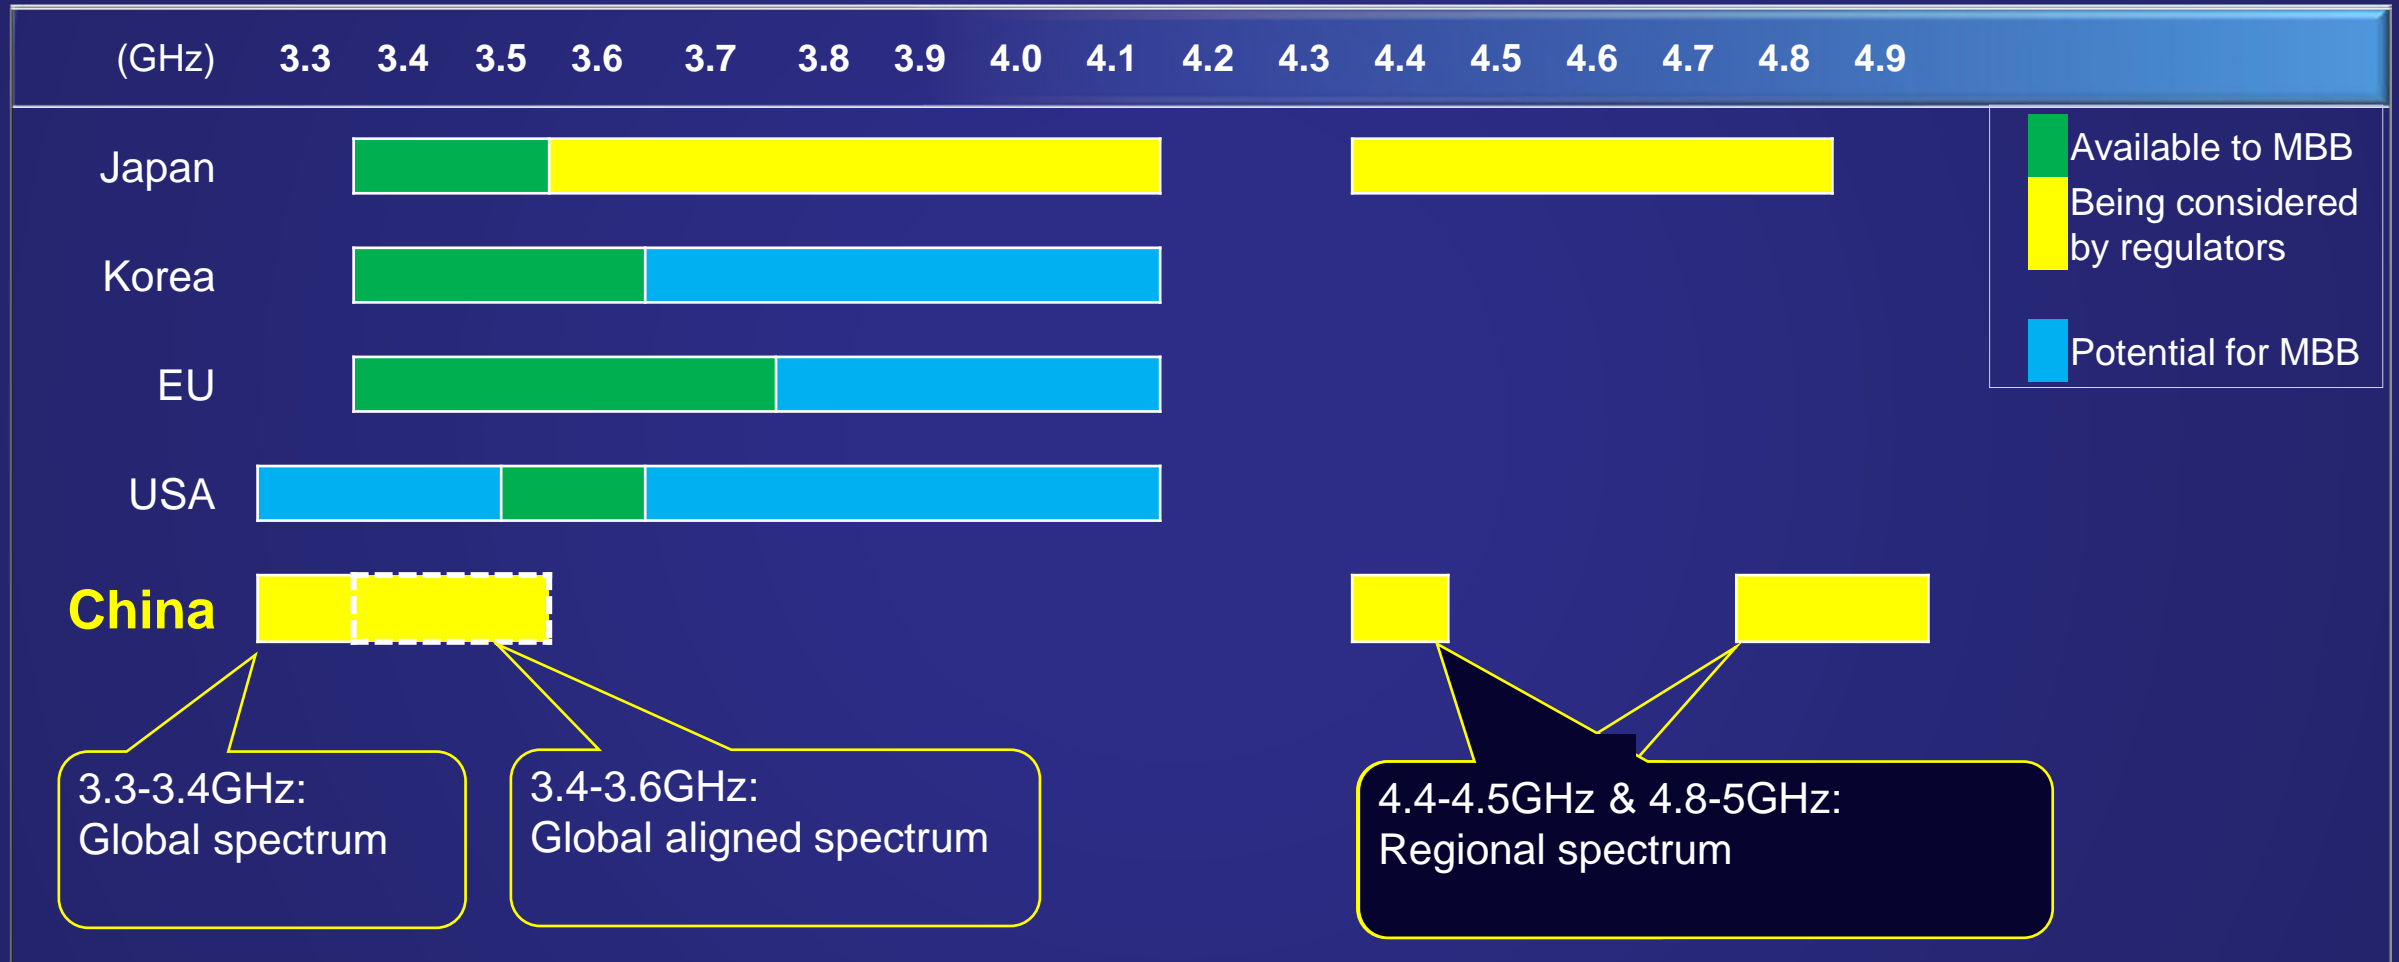 (GHz) 3.3 3.4 3.5 3.6 3.7 3.8 3.9 4.0 4.1 4.2 4.3 4.4 4.5 4.6 4.7 4.8 4.9
Japan
Korea
EU
USA
China
Available to MBB
Being considered
by regulators
Potential for MBB
3.3-3.4GHz:
Global spectrum
3.4-3.6GHz:
Global aligned spectrum
4.4-4.5GHz & 4.8-5GHz:
Regional spectrum